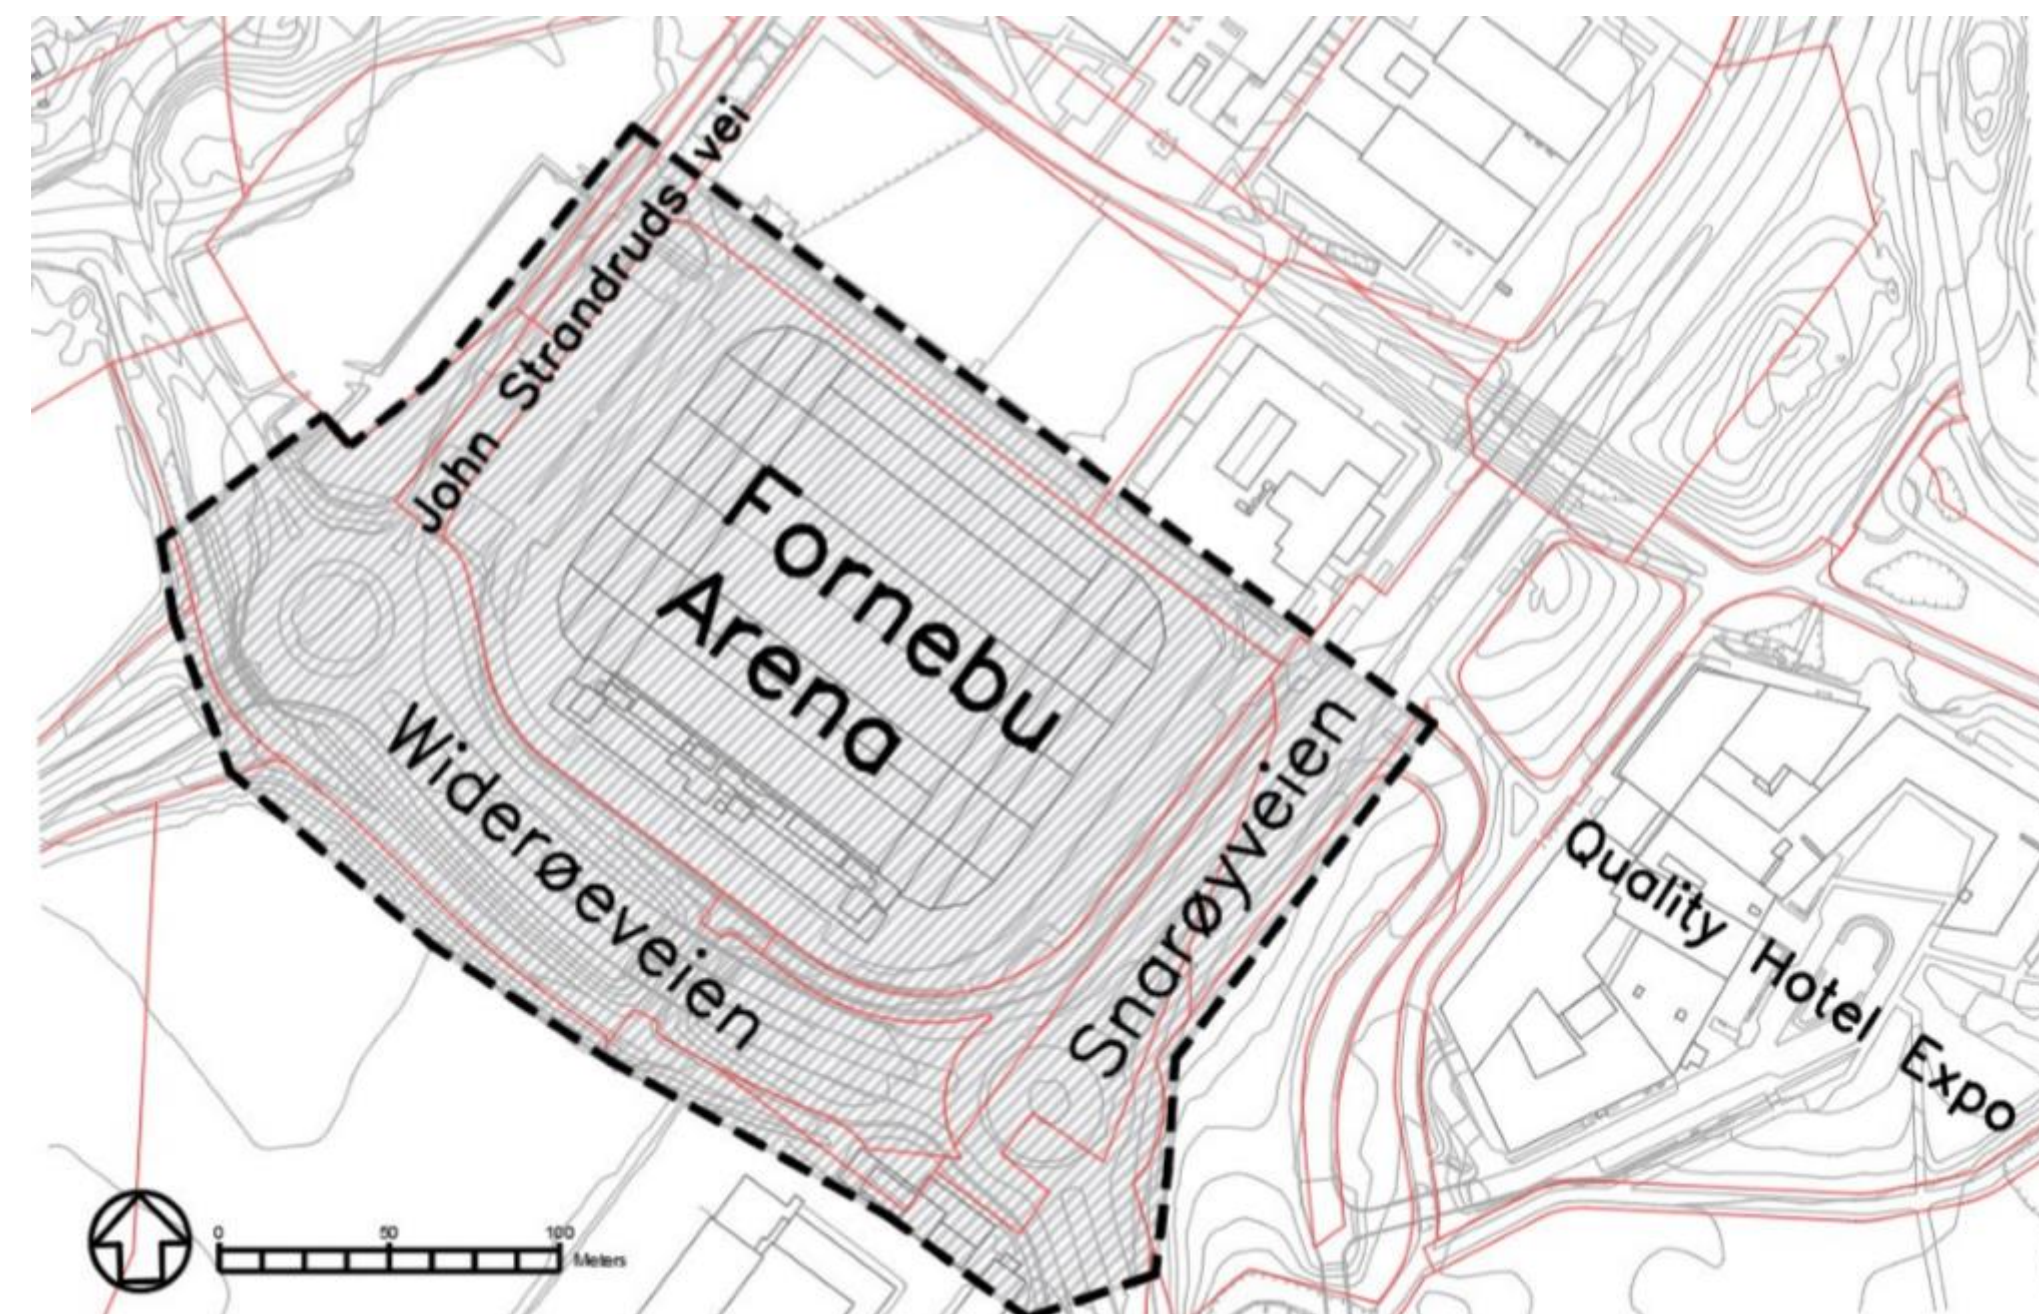 John Strandruds vei
Fornebu
Arena
Widerøeveien
Snarøyveien
Quality Hotel Expo
0 50 100
Meters